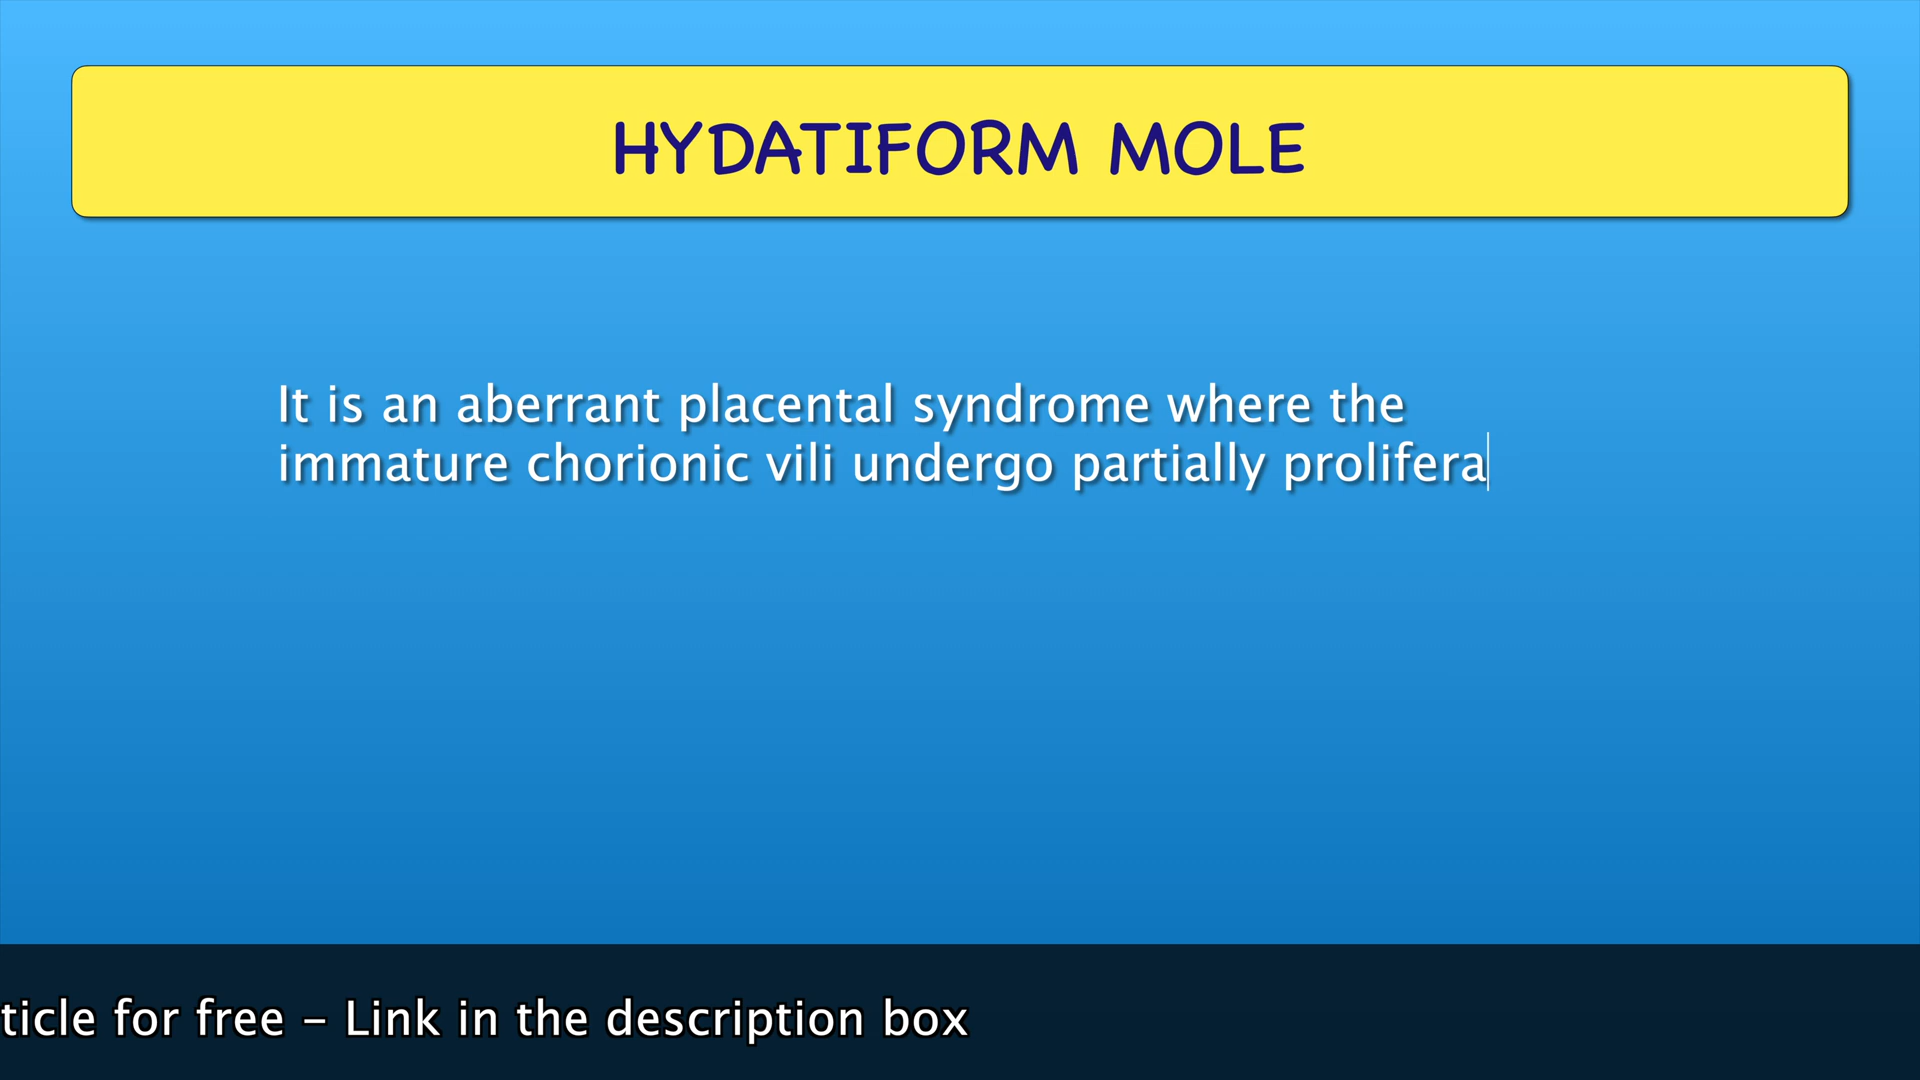 HYDATIFORM MOLE
It is an aberrant placental syndrome where the
immature chorionic vili undergo partially prolifera
ticle for free – Link in the description box